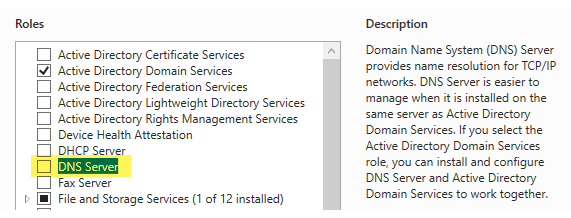 Roles
Active Directory Certificate Services
Active Directory Domain Services
Active Directory Federation Services
Active Directory Lightweight Directory Services
Active Directory Rights Management Services
Device Health Attestation
DHCP Server
DNS Server
Fax Server
File and Storage Services (1 of 12 installed)
Description
Domain Name System (DNS) Server
provides name resolution for TCP/IP
networks. DNS Server is easier to
manage when it is installed on the
same server as Active Directory
Domain Services. If you select the
Active Directory Domain Services
role, you can install and configure
DNS Server and Active Directory
Domain Services to work together.